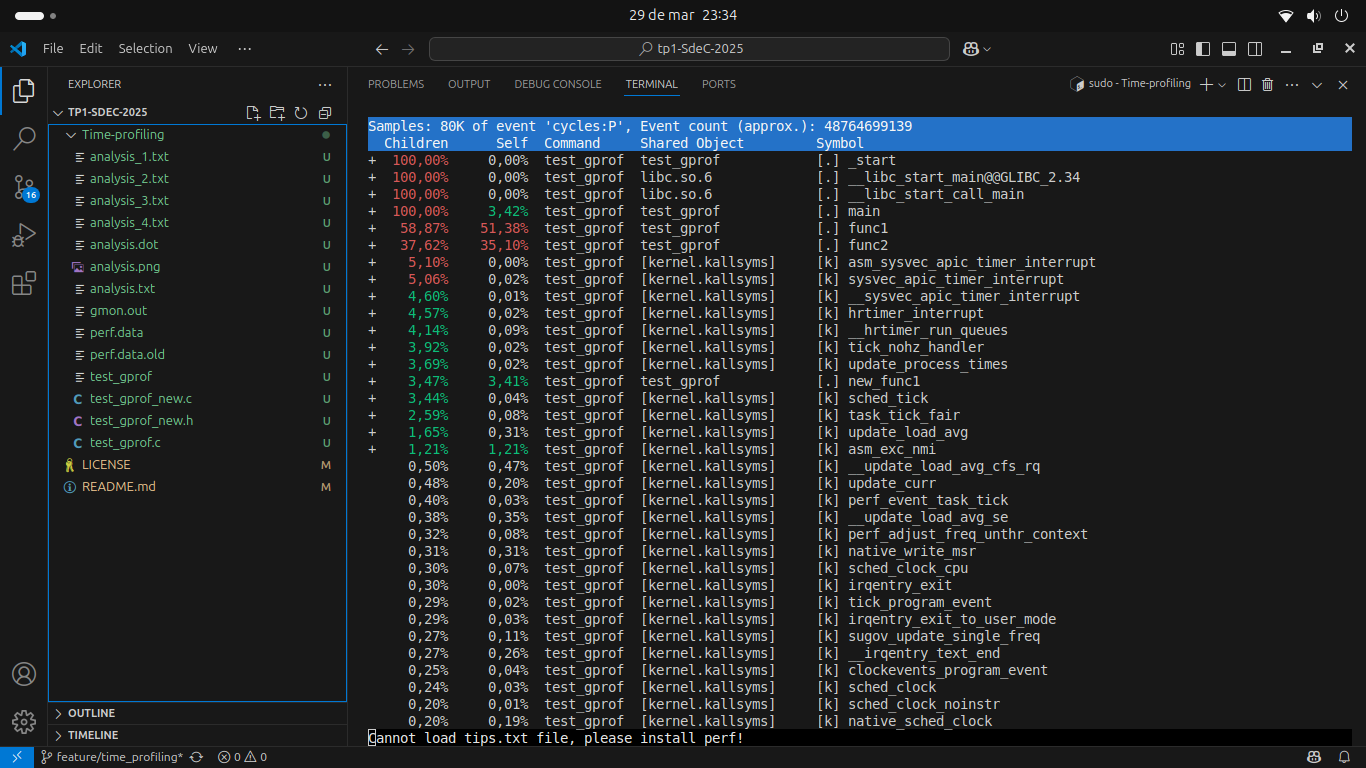 29 de mar 23:34
File Edit Selection View ···
tp1-SdeC-2025
EXPLORER
PROBLEMS OUTPUT DEBUG CONSOLE TERMINAL PORTS
sudo - Time-profiling
TP1-SDEC-2025
Time-profiling
analysis_1.txt U
analysis_2.txt U
analysis_3.txt U
analysis_4.txt U
analysis.dot U
analysis.png U
analysis.txt U
gmon.out U
perf.data U
perf.data.old U
test_gprof U
C test_gprof_new.c U
C test_gprof_new.h U
C test_gprof.c U
LICENSE M
README.md M
16
OUTLINE
TIMELINE
Samples: 80K of event 'cycles:P', Event count (approx.): 48764699139
Children Self Command Shared Object Symbol
+ 100,00% 0,00% test_gprof test_gprof [.] _start
+ 100,00% 0,00% test_gprof libc.so.6 [.] __libc_start_main@@GLIBC_2.34
+ 100,00% 0,00% test_gprof libc.so.6 [.] __libc_start_call_main
+ 100,00% 3,42% test_gprof test_gprof [.] main
+ 58,87% 51,38% test_gprof test_gprof [.] func1
+ 37,62% 35,10% test_gprof test_gprof [.] func2
+ 5,10% 0,00% test_gprof [kernel.kallsyms] [k] asm_sysvec_apic_timer_interrupt
+ 5,06% 0,02% test_gprof [kernel.kallsyms] [k] sysvec_apic_timer_interrupt
+ 4,60% 0,01% test_gprof [kernel.kallsyms] [k] __sysvec_apic_timer_interrupt
+ 4,57% 0,02% test_gprof [kernel.kallsyms] [k] hrtimer_interrupt
+ 4,14% 0,09% test_gprof [kernel.kallsyms] [k] __hrtimer_run_queues
+ 3,92% 0,02% test_gprof [kernel.kallsyms] [k] tick_nohz_handler
+ 3,69% 0,02% test_gprof [kernel.kallsyms] [k] update_process_times
+ 3,47% 3,41% test_gprof test_gprof [.] new_func1
+ 3,44% 0,04% test_gprof [kernel.kallsyms] [k] sched_tick
+ 2,59% 0,08% test_gprof [kernel.kallsyms] [k] task_tick_fair
+ 1,65% 0,31% test_gprof [kernel.kallsyms] [k] update_load_avg
+ 1,21% 1,21% test_gprof [kernel.kallsyms] [k] asm_exc_nmi
0,50% 0,47% test_gprof [kernel.kallsyms] [k] __update_load_avg_cfs_rq
0,48% 0,20% test_gprof [kernel.kallsyms] [k] update_curr
0,40% 0,03% test_gprof [kernel.kallsyms] [k] perf_event_task_tick
0,38% 0,35% test_gprof [kernel.kallsyms] [k] __update_load_avg_se
0,32% 0,08% test_gprof [kernel.kallsyms] [k] perf_adjust_freq_unthr_context
0,31% 0,31% test_gprof [kernel.kallsyms] [k] native_write_msr
0,30% 0,07% test_gprof [kernel.kallsyms] [k] sched_clock_cpu
0,30% 0,00% test_gprof [kernel.kallsyms] [k] irqentry_exit
0,29% 0,02% test_gprof [kernel.kallsyms] [k] tick_program_event
0,29% 0,03% test_gprof [kernel.kallsyms] [k] irqentry_exit_to_user_mode
0,27% 0,11% test_gprof [kernel.kallsyms] [k] sugov_update_single_freq
0,27% 0,26% test_gprof [kernel.kallsyms] [k] __irqentry_text_end
0,25% 0,04% test_gprof [kernel.kallsyms] [k] clockevents_program_event
0,24% 0,03% test_gprof [kernel.kallsyms] [k] sched_clock
0,20% 0,01% test_gprof [kernel.kallsyms] [k] sched_clock_noinstr
0,20% 0,19% test_gprof [kernel.kallsyms] [k] native_sched_clock
Cannot load tips.txt file, please install perf!
feature/time_profiling* 0 0